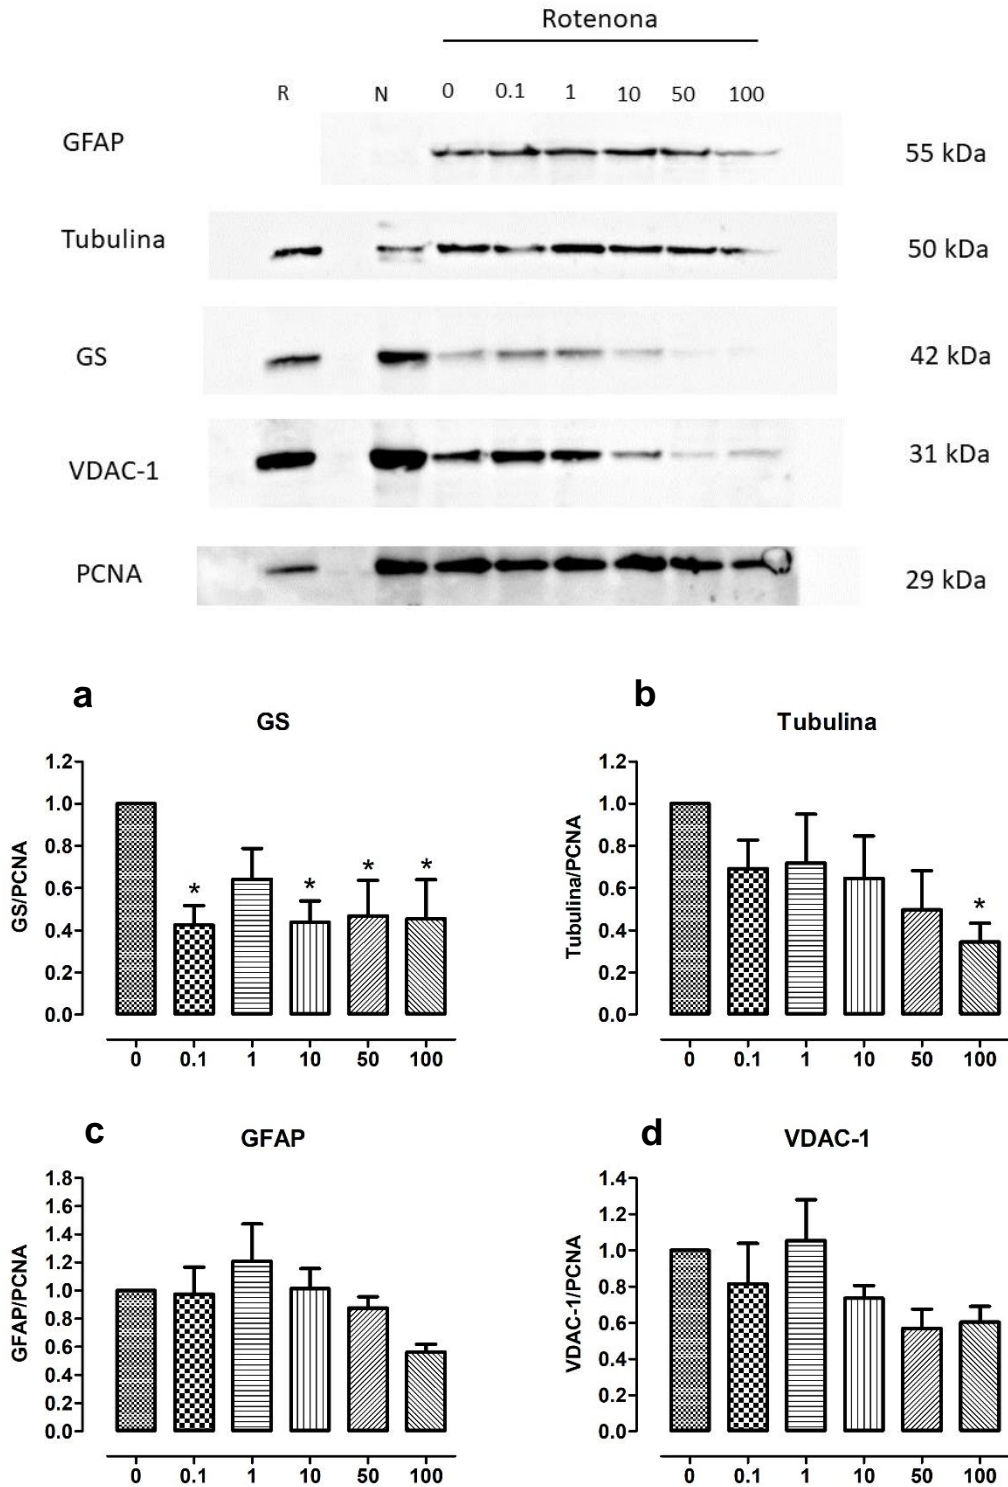 Rotenona
R N 0 0.1 1 10 50 100
GFAP 55 kDa
Tubulina 50 kDa
GS 42 kDa
VDAC-1 31 kDa
PCNA 29 kDa
a
GS
GS/PCNA
1.2
1.0
0.8
0.6
0.4
0.2
0.0
* * * *
0 0.1 1 10 50 100
b
Tubulina
Tubulina/PCNA
1.2
1.0
0.8
0.6
0.4
0.2
0.0
*
0 0.1 1 10 50 100
c
GFAP
GFAP/PCNA
1.8
1.6
1.4
1.2
1.0
0.8
0.6
0.4
0.2
0.0
0 0.1 1 10 50 100
d
VDAC-1
VDAC-1/PCNA
1.4
1.2
1.0
0.8
0.6
0.4
0.2
0.0
0 0.1 1 10 50 100